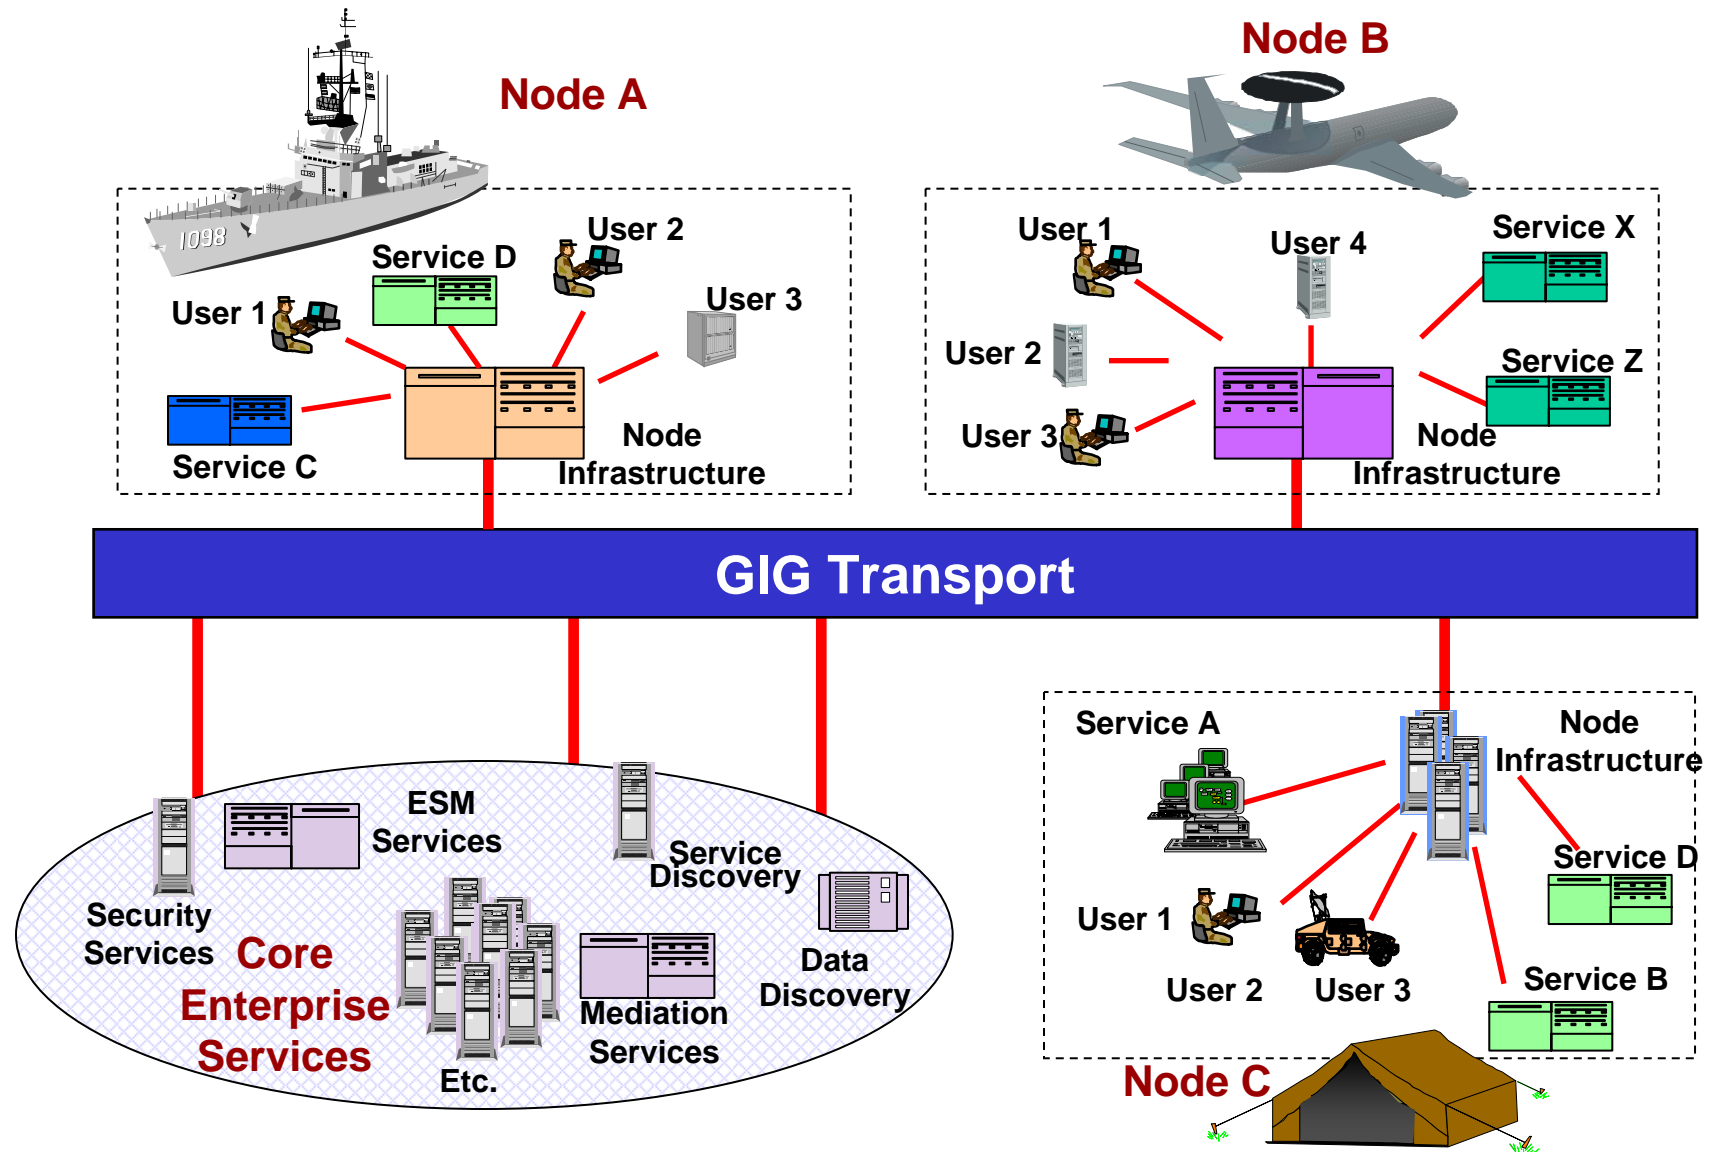 Node A
1098
User 2
Service D
User 1
User 3
Service C
Node
Infrastructure
Node B
User 1
User 4
Service X
User 2
Service Z
User 3
Node
Infrastructure
GIG Transport
ESM
Services
Service
Discovery
Security
Services
Core
Enterprise
Services
Data
Discovery
Mediation
Services
Etc.
Service A
Node
Infrastructure
Service D
User 1
User 2
User 3
Service B
Node C